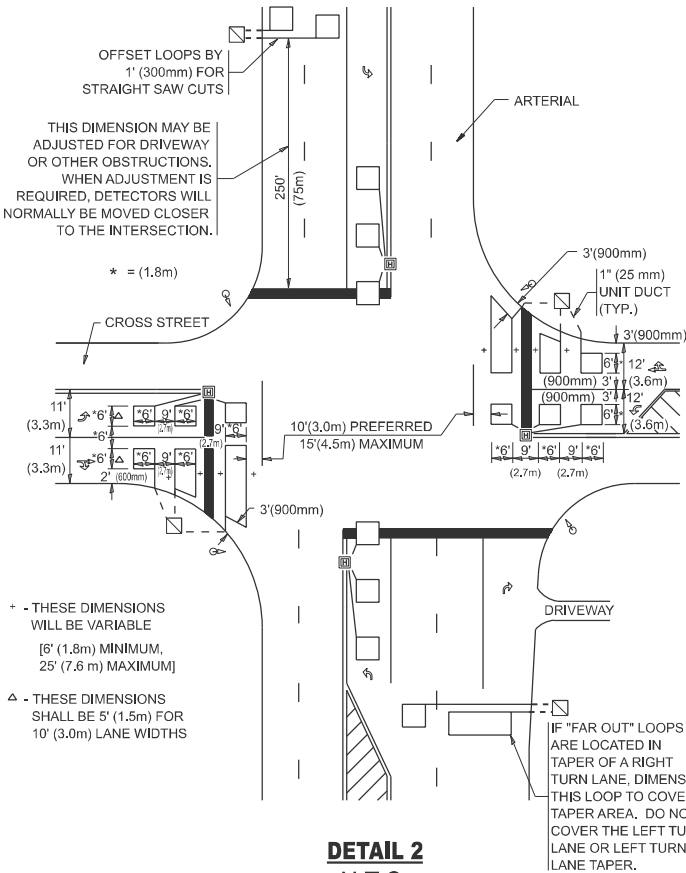 OFFSET LOOPS BY
1' (300mm) FOR
STRAIGHT SAW CUTS
ARTERIAL
THIS DIMENSION MAY BE
ADJUSTED FOR DRIVEWAY
OR OTHER OBSTRUCTIONS.
WHEN ADJUSTMENT IS
REQUIRED, DETECTORS WILL
NORMALLY BE MOVED CLOSER
TO THE INTERSECTION.
250'
(75m)
* = (1.8m)
3'(900mm)
1" (25 mm)
UNIT DUCT
(TYP.)
CROSS STREET
3'(900mm)
6'*
12'
(900mm) 3'
(3.6m)
(900mm) 3'
12'
6'*
(3.6m)
*6' 9' *6' 9' *6'
(2.7m) (2.7m)
11'
(3.3m)
*6' △
*6' 9' *6'
(2.7m)
9' *6'
(2.7m)
*6'
11'
(3.3m)
*6' △
*6' 9' *6'
(2.7m)
2' (600mm)
10'(3.0m) PREFERRED
15'(4.5m) MAXIMUM
3'(900mm)
H
H
H
H
+ - THESE DIMENSIONS
WILL BE VARIABLE
[6' (1.8m) MINIMUM,
25' (7.6 m) MAXIMUM]
△ - THESE DIMENSIONS
SHALL BE 5' (1.5m) FOR
10' (3.0m) LANE WIDTHS
DRIVEWAY
IF "FAR OUT" LOOPS
ARE LOCATED IN
TAPER OF A RIGHT
TURN LANE, DIMENS
THIS LOOP TO COVE
TAPER AREA. DO NO
COVER THE LEFT TU
LANE OR LEFT TURN
LANE TAPER.
DETAIL 2